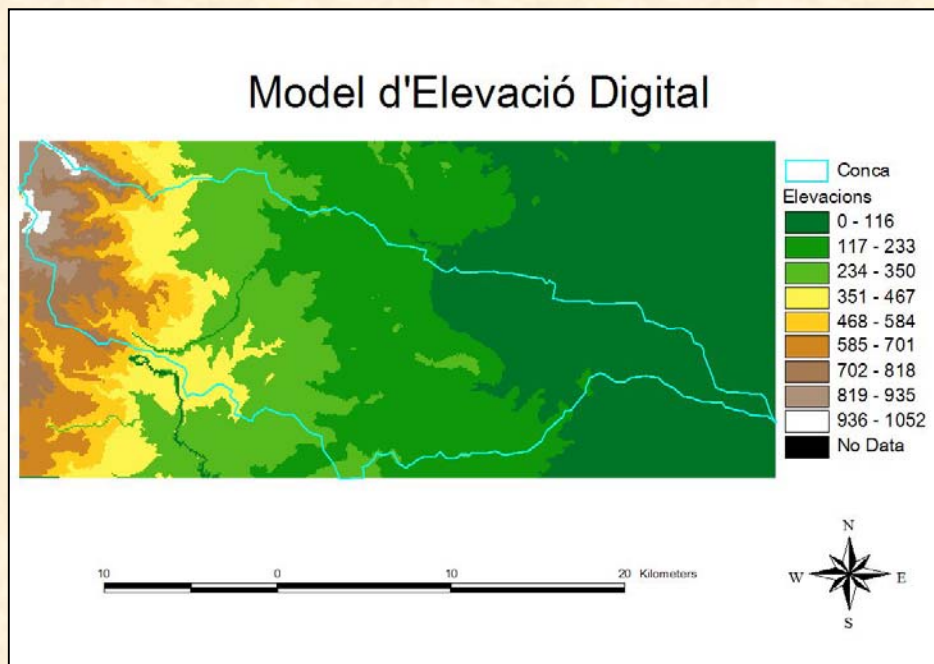 Model d'Elevació Digital
Conca
Elevacions
0 - 116
117 - 233
234 - 350
351 - 467
468 - 584
585 - 701
702 - 818
819 - 935
936 - 1052
No Data
10 0 10 20 Kilometers
N
W E
S